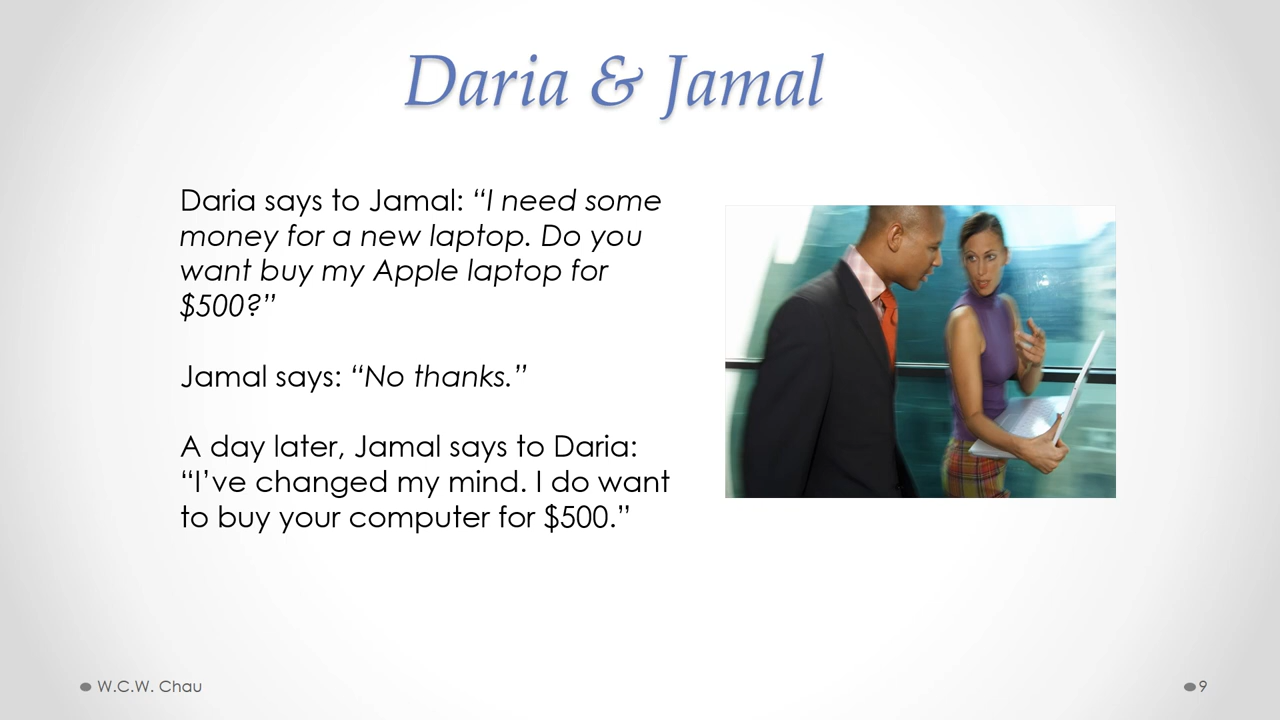 Daria & Jamal
Daria says to Jamal: “I need some
money for a new laptop. Do you
want buy my Apple laptop for
$500?”
Jamal says: “No thanks.”
A day later, Jamal says to Daria:
“I’ve changed my mind. I do want
to buy your computer for $500.”
W.C.W. Chau
9